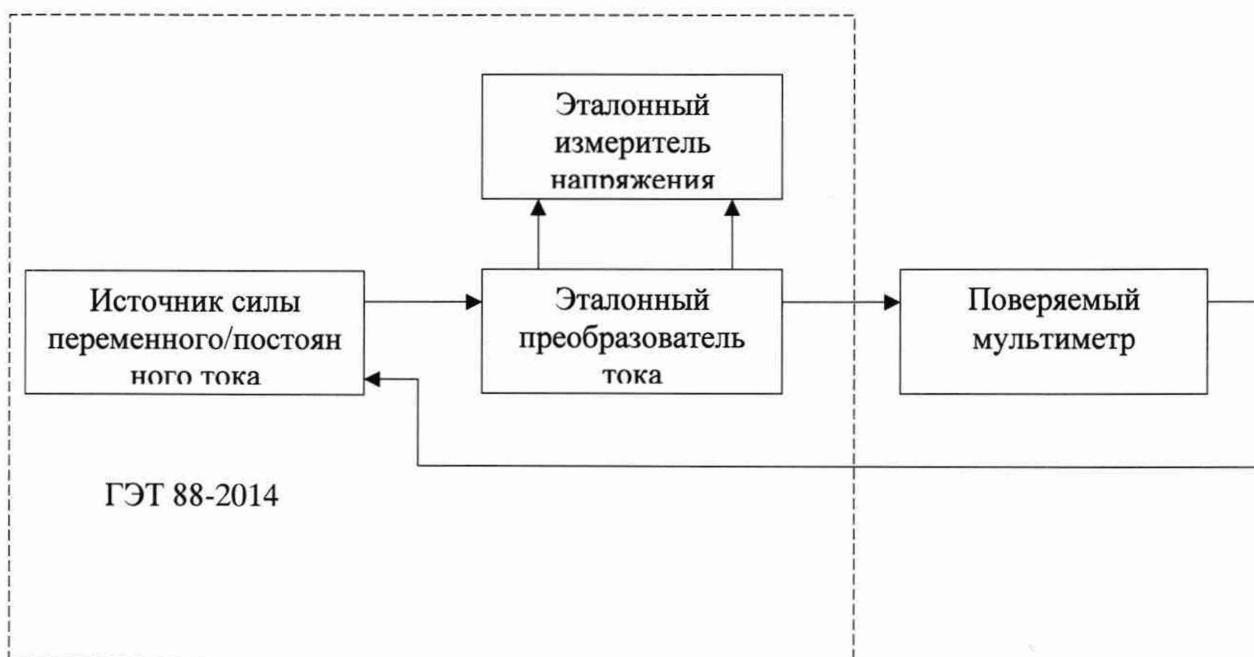 Эталонный
измеритель
напряжения
Источник силы
переменного/постоян
ного тока
Эталонный
преобразователь
тока
Поверяемый
мультиметр
ГЭТ 88-2014